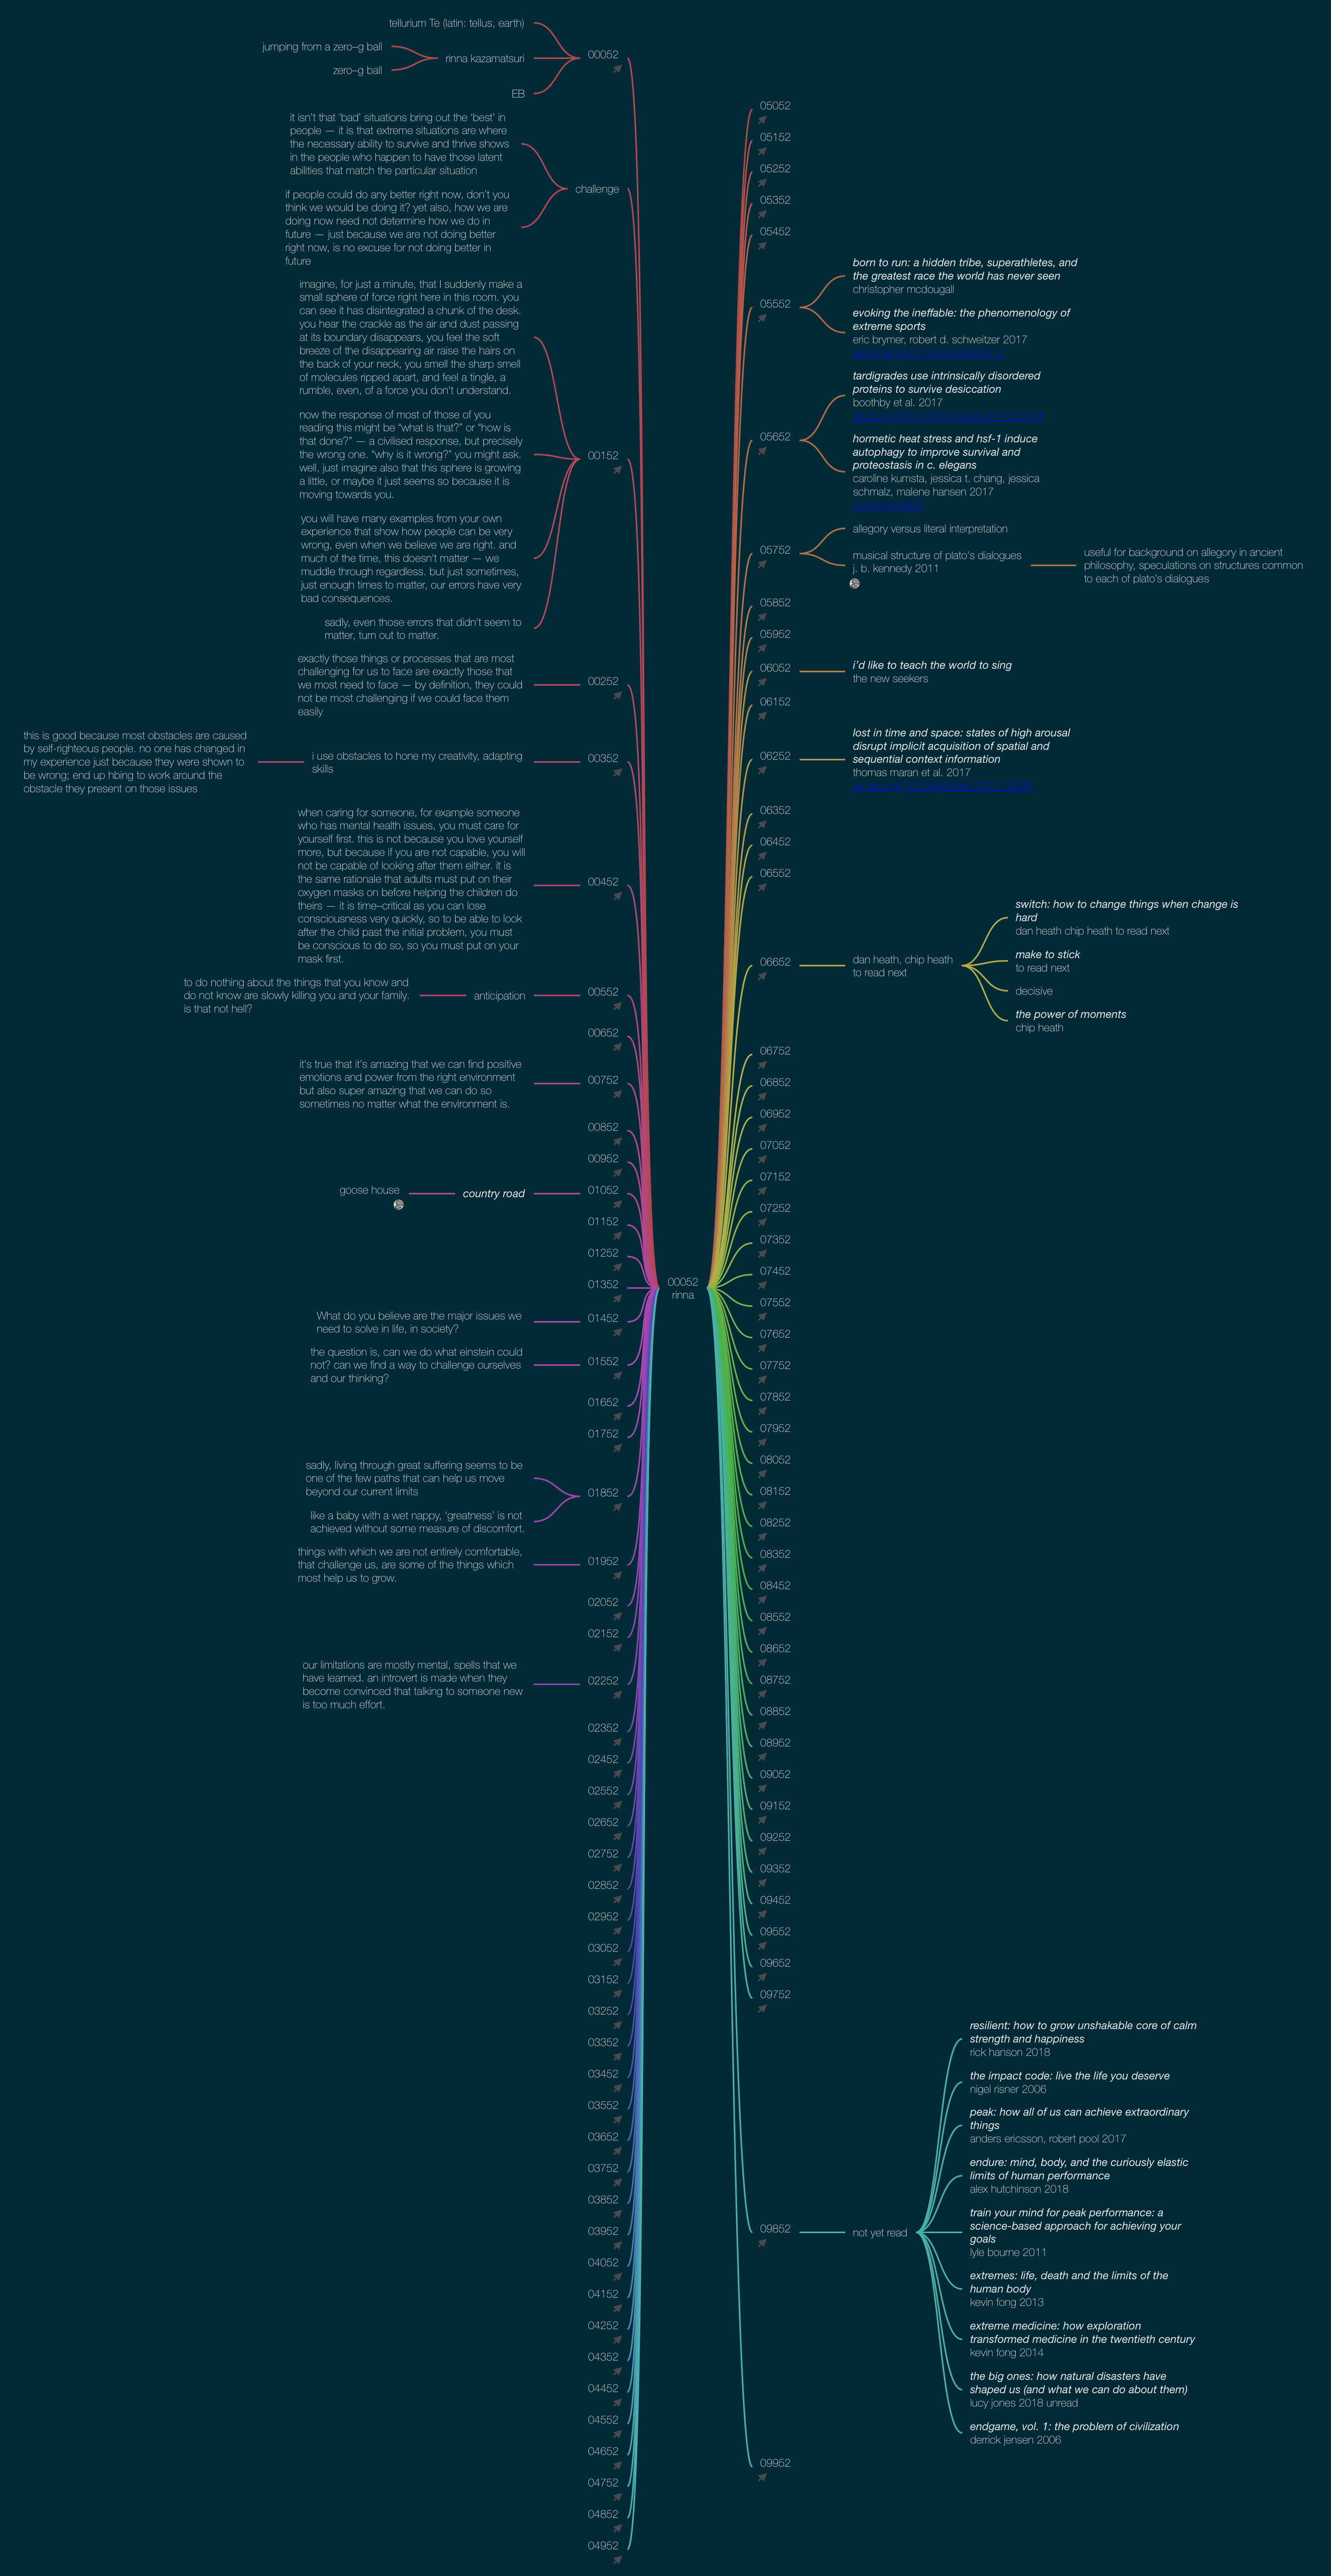 tellurium Te (latin: tellus, earth)
jumping from a zero–g ball
zero–g ball
rinna kazamatsuri
EB
00052
it isn't that 'bad' situations bring out the 'best' in
people — it is that extreme situations are where
the necessary ability to survive and thrive shows
in the people who happen to have those latent
abilities that match the particular situation
if people could do any better right now, don't you
think we would be doing it? yet also, how we are
doing now need not determine how we do in
future — just because we are not doing better
right now, is no excuse for not doing better in
future
challenge
imagine, for just a minute, that I suddenly make a
small sphere of force right here in this room. you
can see it has disintegrated a chunk of the desk.
you hear the crackle as the air and dust passing
at its boundary disappears, you feel the soft
breeze of the disappearing air raise the hairs on
the back of your neck, you smell the sharp smell
of molecules ripped apart, and feel a tingle, a
rumble, even, of a force you don't understand.
now the response of most of those of you
reading this might be "what is that?" or "how is
that done?" — a civilised response, but precisely
the wrong one. "why is it wrong?" you might ask.
well, just imagine also that this sphere is growing
a little, or maybe it just seems so because it is
moving towards you.
you will have many examples from your own
experience that show how people can be very
wrong, even when we believe we are right. and
much of the time, this doesn't matter — we
muddle through regardless. but just sometimes,
just enough times to matter, our errors have very
bad consequences.
sadly, even those errors that didn't seem to
matter, turn out to matter.
00152
exactly those things or processes that are most
challenging for us to face are exactly those that
we most need to face — by definition, they could
not be most challenging if we could face them
easily
00252
this is good because most obstacles are caused
by self-righteous people. no one has changed in
my experience just because they were shown to
be wrong; end up hbing to work around the
obstacle they present on those issues
i use obstacles to hone my creativity, adapting
skills
00352
when caring for someone, for example someone
who has mental health issues, you must care for
yourself first. this is not because you love yourself
more, but because if you are not capable, you will
not be capable of looking after them either. it is
the same rationale that adults must put on their
oxygen masks on before helping the children do
theirs — it is time–critical as you can lose
consciousness very quickly, so to be able to look
after the child past the initial problem, you must
be conscious to do so, so you must put on your
mask first.
00452
to do nothing about the things that you know and
do not know are slowly killing you and your family.
is that not hell?
anticipation
00552
00652
it's true that it's amazing that we can find positive
emotions and power from the right environment
but also super amazing that we can do so
sometimes no matter what the environment is.
00752
00852
00952
goose house
country road
01052
01152
01252
01352
What do you believe are the major issues we
need to solve in life, in society?
01452
the question is, can we do what einstein could
not? can we find a way to challenge ourselves
and our thinking?
01552
01652
01752
sadly, living through great suffering seems to be
one of the few paths that can help us move
beyond our current limits
like a baby with a wet nappy, 'greatness' is not
achieved without some measure of discomfort.
01852
things with which we are not entirely comfortable,
that challenge us, are some of the things which
most help us to grow.
01952
02052
02152
our limitations are mostly mental, spells that we
have learned. an introvert is made when they
become convinced that talking to someone new
is too much effort.
02252
02352
02452
02552
02652
02752
02852
02952
03052
03152
03252
03352
03452
03552
03652
03752
03852
03952
04052
04152
04252
04352
04452
04552
04652
04752
04852
04952
00052
rinna
05052
05152
05252
05352
05452
05552
born to run: a hidden tribe, superathletes, and
the greatest race the world has never seen
christopher mcdougall
evoking the ineffable: the phenomenology of
extreme sports
eric brymer, robert d. schweitzer 2017
05652
tardigrades use intrinsically disordered
proteins to survive desiccation
boothby et al. 2017
hormetic heat stress and hsf-1 induce
autophagy to improve survival and
proteostasis in c. elegans
caroline kumsta, jessica t. chang, jessica
schmalz, malene hansen 2017
05752
allegory versus literal interpretation
musical structure of plato's dialogues
j. b. kennedy 2011
useful for background on allegory in ancient
philosophy, speculations on structures common
to each of plato's dialogues
05852
05952
06052
i'd like to teach the world to sing
the new seekers
06152
06252
lost in time and space: states of high arousal
disrupt implicit acquisition of spatial and
sequential context information
thomas maran et al. 2017
06352
06452
06552
06652
dan heath, chip heath
to read next
switch: how to change things when change is
hard
dan heath chip heath to read next
make to stick
to read next
decisive
the power of moments
chip heath
06752
06852
06952
07052
07152
07252
07352
07452
07552
07652
07752
07852
07952
08052
08152
08252
08352
08452
08552
08652
08752
08852
08952
09052
09152
09252
09352
09452
09552
09652
09752
09852
not yet read
resilient: how to grow unshakable core of calm
strength and happiness
rick hanson 2018
the impact code: live the life you deserve
nigel risner 2006
peak: how all of us can achieve extraordinary
things
anders ericsson, robert pool 2017
endure: mind, body, and the curiously elastic
limits of human performance
alex hutchinson 2018
train your mind for peak performance: a
science-based approach for achieving your
goals
lyle bourne 2011
extremes: life, death and the limits of the
human body
kevin fong 2013
extreme medicine: how exploration
transformed medicine in the twentieth century
kevin fong 2014
the big ones: how natural disasters have
shaped us (and what we can do about them)
lucy jones 2018 unread
endgame, vol. 1: the problem of civilization
derrick jensen 2006
09952